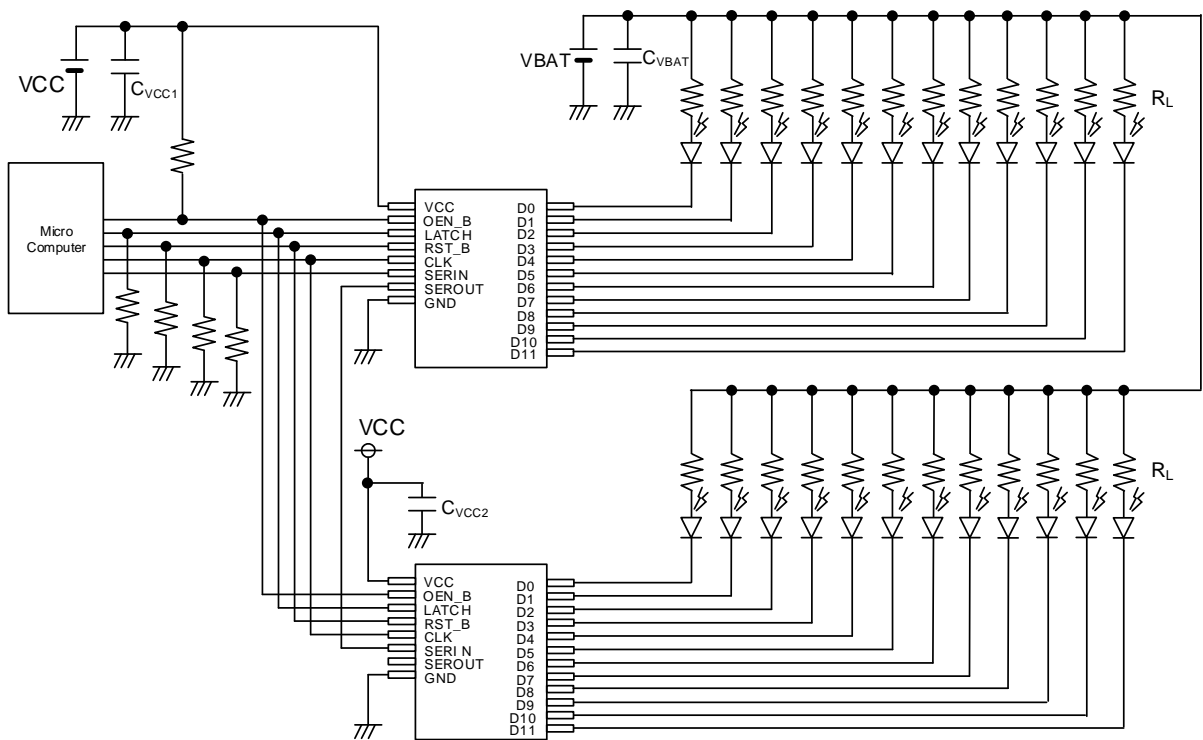 VCC
CVCC1
VBAT
CVBAT
RL
Micro
Computer
VCC
OEN_B
LATCH
RST_B
CLK
SERIN
SEROUT
GND
D0
D1
D2
D3
D4
D5
D6
D7
D8
D9
D10
D11
VCC
CVCC2
RL
VCC
OEN_B
LATCH
RST_B
CLK
SERIN
SEROUT
GND
D0
D1
D2
D3
D4
D5
D6
D7
D8
D9
D10
D11